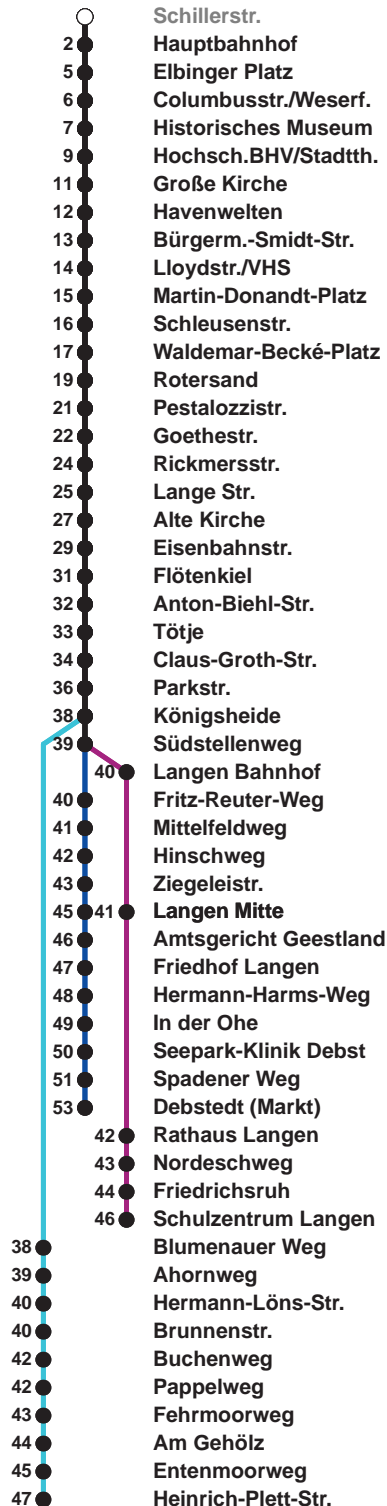 Schillerstr.
2 Hauptbahnhof
5 Elbinger Platz
6 Columbusstr./Weserf.
7 Historisches Museum
9 Hochsch.BHV/Stadtth.
11 Große Kirche
12 Havenwelten
13 Bürgerm.-Smidt-Str.
14 Lloydstr./VHS
15 Martin-Donandt-Platz
16 Schleusenstr.
17 Waldemar-Becké-Platz
19 Rotersand
21 Pestalozzistr.
22 Goethestr.
24 Rickmersstr.
25 Lange Str.
27 Alte Kirche
29 Eisenbahnstr.
31 Flötenkiel
32 Anton-Biehl-Str.
33 Tötje
34 Claus-Groth-Str.
36 Parkstr.
38 Königsheide
39 Südstellenweg
40 Langen Bahnhof
40 Fritz-Reuter-Weg
41 Mittelfeldweg
42 Hinschweg
43 Ziegeleistr.
45 41 Langen Mitte
46 Amtsgericht Geestland
47 Friedhof Langen
48 Hermann-Harms-Weg
49 In der Ohe
50 Seepark-Klinik Debst
51 Spadener Weg
53 Debstedt (Markt)
42 Rathaus Langen
43 Nordeschweg
44 Friedrichsruh
46 Schulzentrum Langen
38 Blumenauer Weg
39 Ahornweg
40 Hermann-Löns-Str.
40 Brunnenstr.
42 Buchenweg
42 Pappelweg
43 Fehrmoorweg
44 Am Gehölz
45 Entenmoorweg
47 Heinrich-Plett-Str.